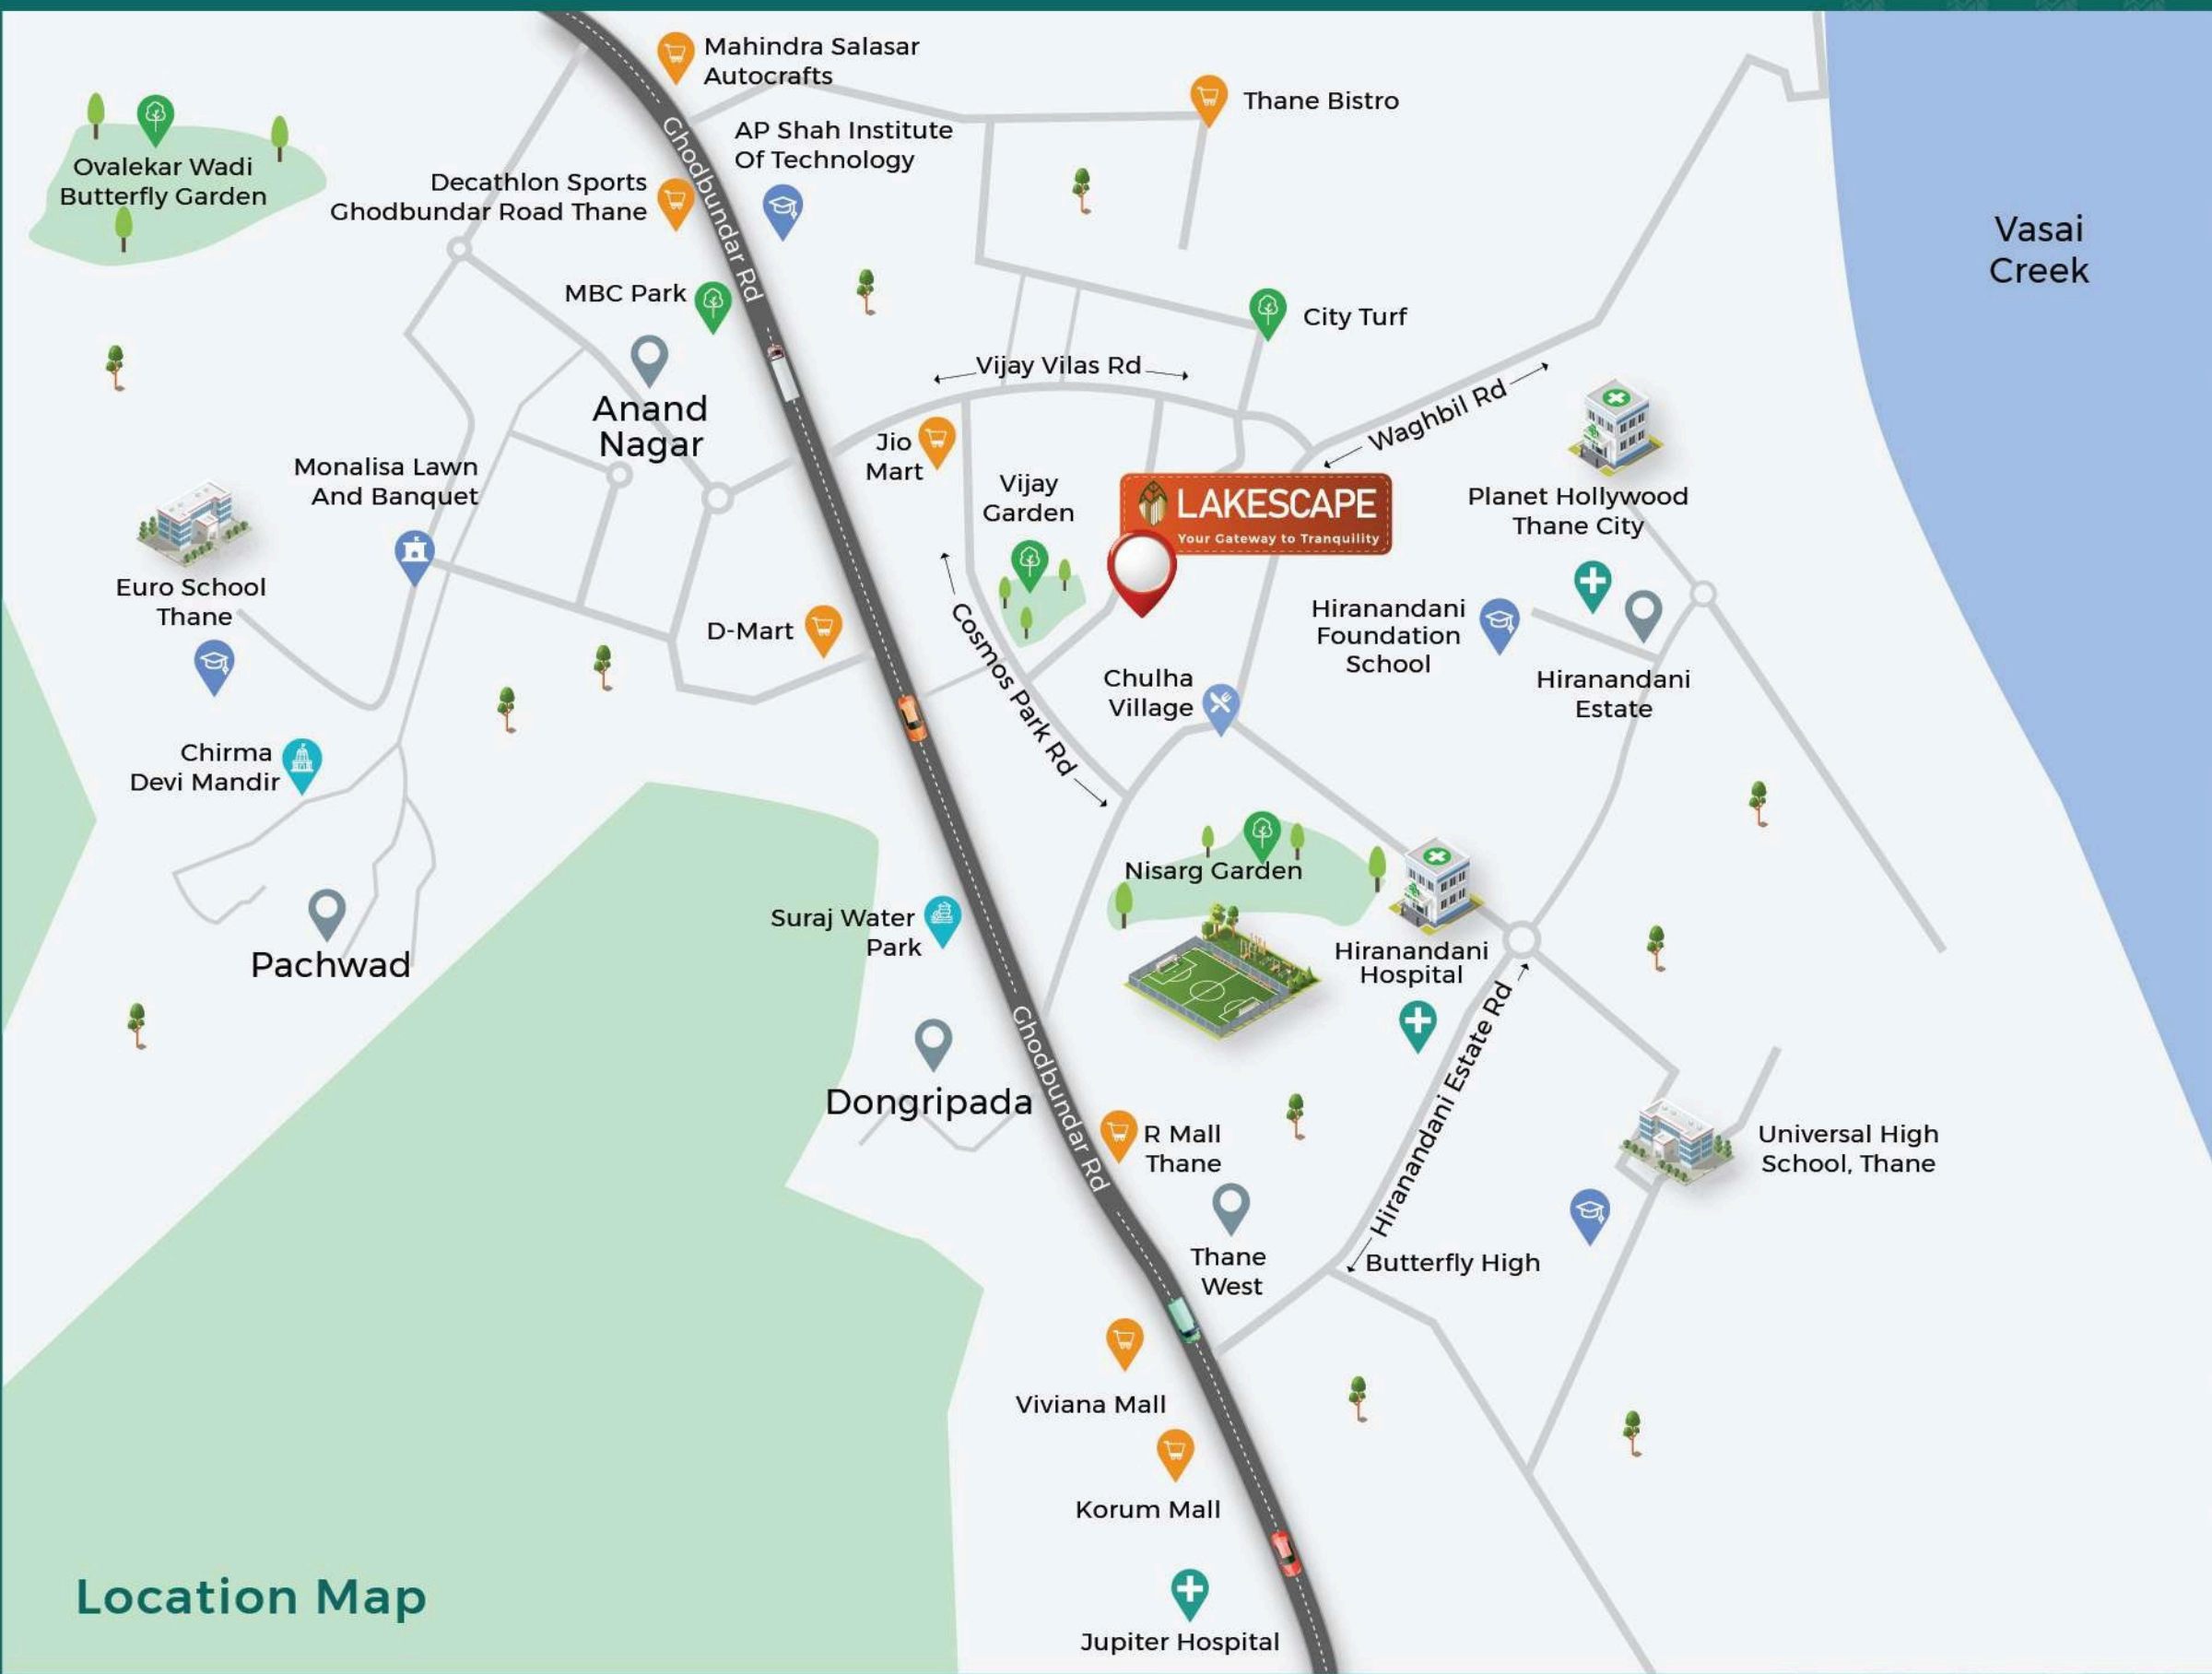 Mahindra Salasar
Autocrafts
Thane Bistro
Ovalekar Wadi
Butterfly Garden
AP Shah Institute
Of Technology
Decathlon Sports
Ghodbundar Road Thane
Ghodbundar Rd
Vasai
Creek
MBC Park
City Turf
Anand
Nagar
Vijay Vilas Rd
Waghbil Rd
Jio
Mart
Monalisa Lawn
And Banquet
Vijay
Garden
LAKESCAPE
Your Gateway to Tranquility
Planet Hollywood
Thane City
Euro School
Thane
D-Mart
Cosmos Park Rd
Hiranandani
Foundation
School
Hiranandani
Estate
Chulha
Village
Chirma
Devi Mandir
Nisarg Garden
Suraj Water
Park
Pachwad
Hiranandani
Hospital
Hiranandani Estate Rd
Dongripada
Ghodbundar Rd
R Mall
Thane
Universal High
School, Thane
Thane
West
Butterfly High
Viviana Mall
Korum Mall
Location Map
Jupiter Hospital